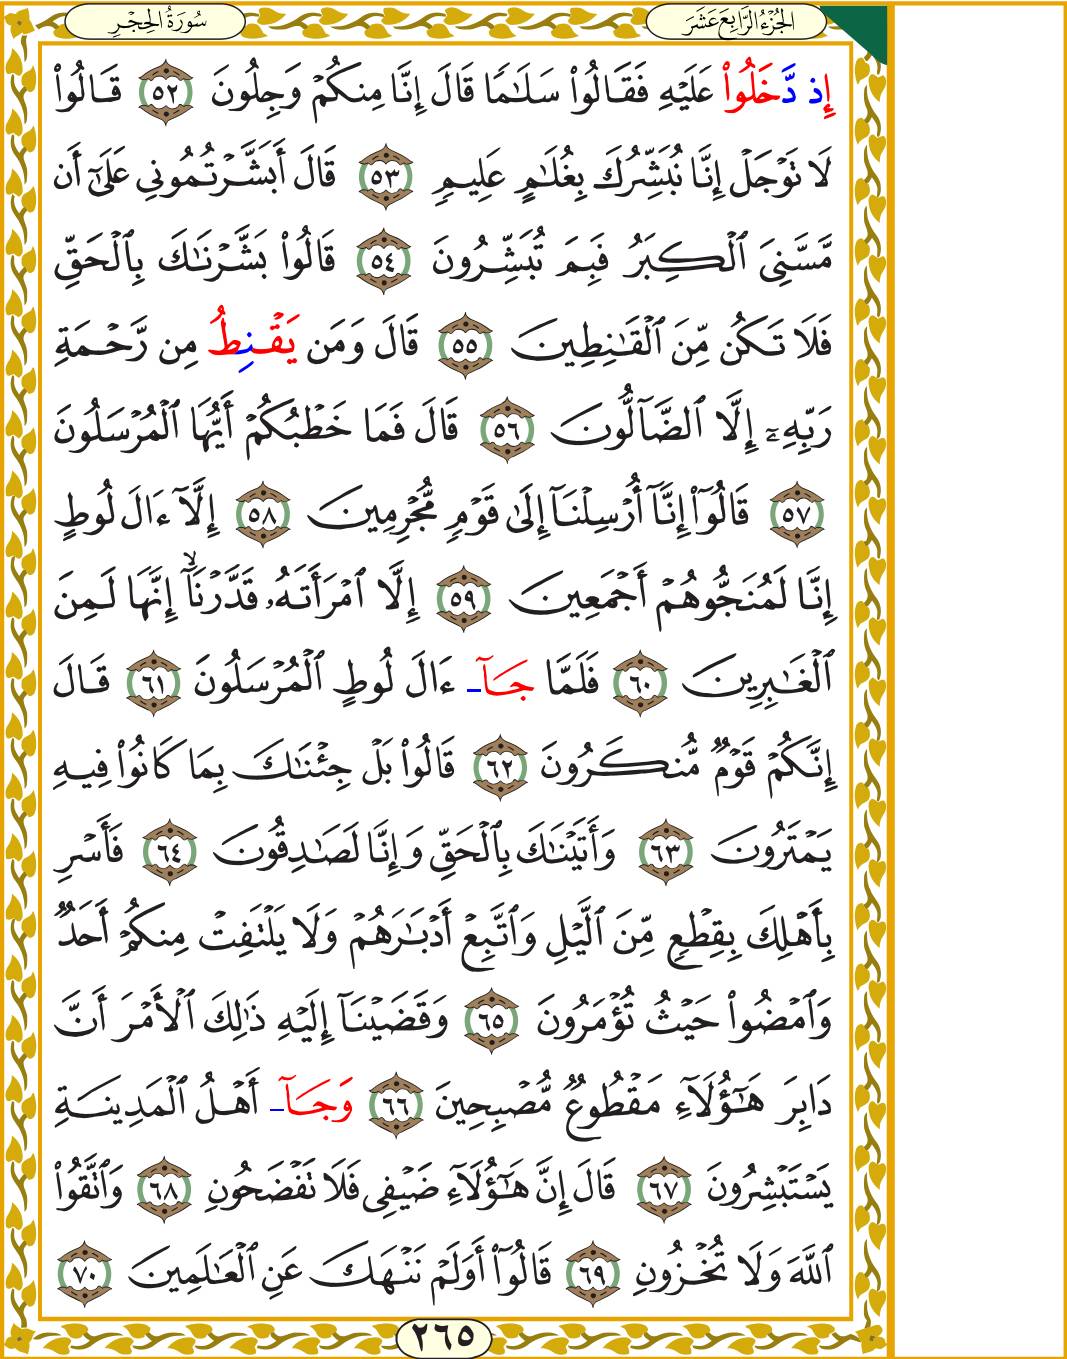 الجُزْءُ الرَّابِعَ عَشَرَ
سُورَةُ الحِجْرِ
إِذ دَّخَلُوا۟ عَلَيْهِ فَقَالُوا۟ سَلَـٰمًا قَالَ إِنَّا مِنكُمْ وَجِلُونَ ٥٢ قَالُوا۟
لَا تَوْجَلْ إِنَّا نُبَشِّرُكَ بِغُلَـٰمٍ عَلِيمٍ ٥٣ قَالَ أَبَشَّرْتُمُونِى عَلَىٰٓ أَن
مَّسَّنِىَ ٱلْكِبَرُ فَبِمَ تُبَشِّرُونَ ٥٤ قَالُوا۟ بَشَّرْنَـٰكَ بِٱلْحَقِّ
فَلَا تَكُن مِّنَ ٱلْقَـٰنِطِينَ ٥٥ قَالَ وَمَن يَقْنِطُ مِن رَّحْمَةِ
رَبِّهِۦٓ إِلَّا ٱلضَّآلُّونَ ٥٦ قَالَ فَمَا خَطْبُكُمْ أَيُّهَا ٱلْمُرْسَلُونَ
٥٧ قَالُوٓا۟ إِنَّآ أُرْسِلْنَآ إِلَىٰ قَوْمٍ مُّجْرِمِينَ ٥٨ إِلَّآ ءَالَ لُوطٍ
إِنَّا لَمُنَجُّوهُمْ أَجْمَعِينَ ٥٩ إِلَّا ٱمْرَأَتَهُۥ قَدَّرْنَآ ۙ إِنَّهَا لَمِنَ
ٱلْغَـٰبِرِينَ ٦٠ فَلَمَّا جَآ ءَالَ لُوطٍ ٱلْمُرْسَلُونَ ٦١ قَالَ
إِنَّكُمْ قَوْمٌ مُّنكَرُونَ ٦٢ قَالُوا۟ بَلْ جِئْنَـٰكَ بِمَا كَانُوا۟ فِيهِ
يَمْتَرُونَ ٦٣ وَأَتَيْنَـٰكَ بِٱلْحَقِّ وَإِنَّا لَصَـٰدِقُونَ ٦٤ فَأَسْرِ
بِأَهْلِكَ بِقِطْعٍ مِّنَ ٱلَّيْلِ وَٱتَّبِعْ أَدْبَـٰرَهُمْ وَلَا يَلْتَفِتْ مِنكُمْ أَحَدٌ
وَٱمْضُوا۟ حَيْثُ تُؤْمَرُونَ ٦٥ وَقَضَيْنَآ إِلَيْهِ ذَٰلِكَ ٱلْأَمْرَ أَنَّ
دَابِرَ هَـٰٓؤُلَآءِ مَقْطُوعٌ مُّصْبِحِينَ ٦٦ وَجَآ أَهْلُ ٱلْمَدِينَةِ
يَسْتَبْشِرُونَ ٦٧ قَالَ إِنَّ هَـٰٓؤُلَآءِ ضَيْفِى فَلَا تَفْضَحُونِ ٦٨ وَٱتَّقُوا۟
ٱللَّهَ وَلَا تُخْزُونِ ٦٩ قَالُوٓا۟ أَوَلَمْ نَنْهَكَ عَنِ ٱلْعَـٰلَمِينَ ٧٠
٢٦٥